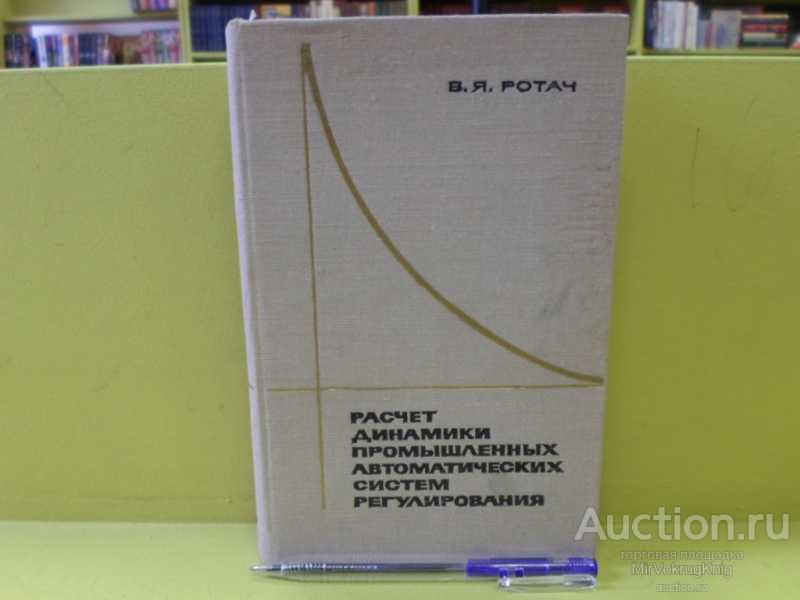 В. Я. РОТАЧ
РАСЧЕТ
ДИНАМИКИ
ПРОМЫШЛЕННЫХ
АВТОМАТИЧЕСКИХ
СИСТЕМ
РЕГУЛИРОВАНИЯ
Auction.ru
торговая площадка
MirVokrugKnig
auction.ru